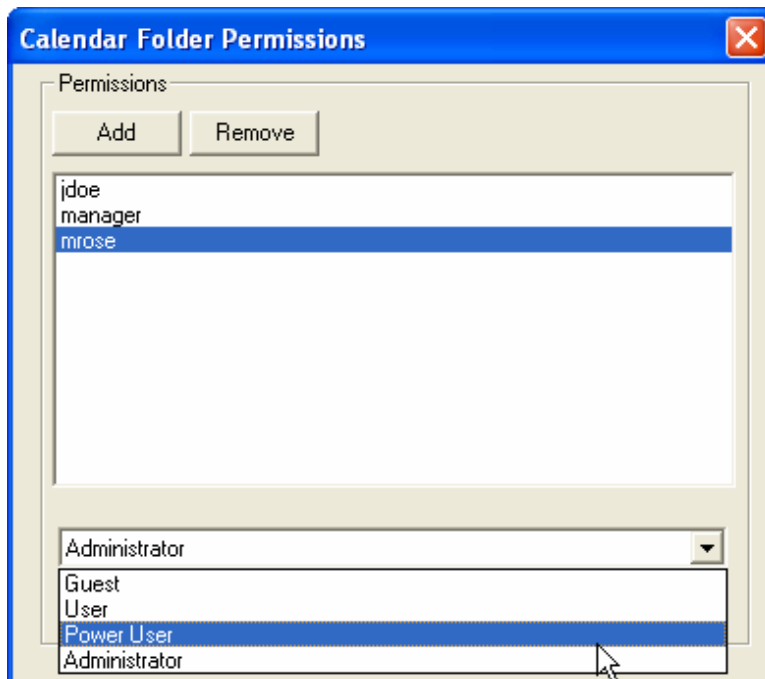 Calendar Folder Permissions
Permissions
Add Remove
jdoe
manager
mrose
Administrator
Guest
User
Power User
Administrator